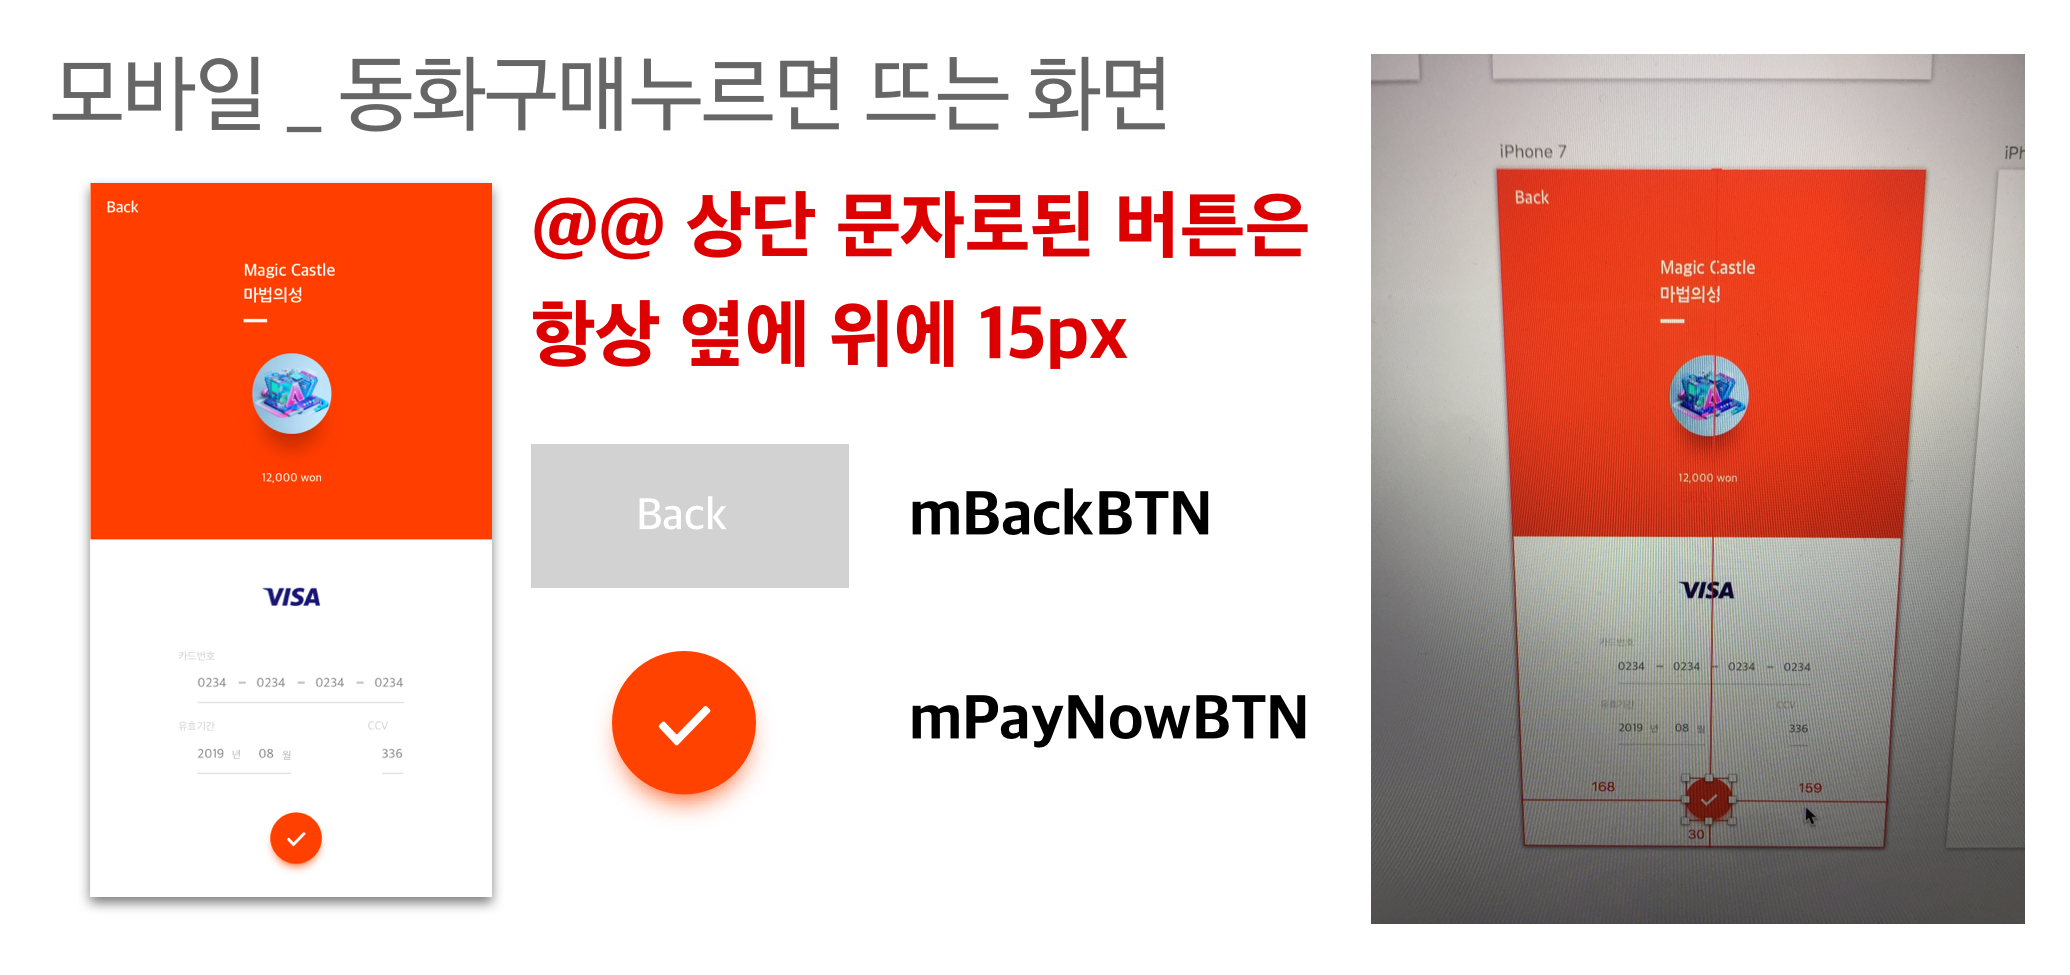 모바일 _ 동화구매누르면 뜨는 화면
Back
Magic Castle
마법의성
12,000 won
VISA
카드번호
0234 – 0234 – 0234 – 0234
유효기간 CCV
2019 년 08 월 336
@@ 상단 문자로된 버튼은
항상 옆에 위에 15px
Back mBackBTN
mPayNowBTN
iPhone 7
iPh
Back
Magic Castle
마법의성
12,000 won
VISA
카드번호
0234 – 0234 – 0234 – 0234
유효기간 CCV
2019 년 08 월 336
168 159
30